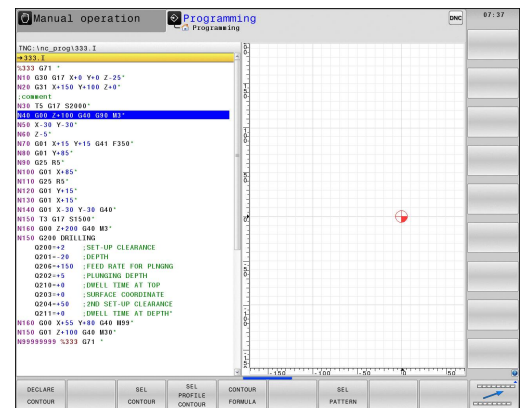 Manual operation
Programming
Programming
DNC
07:37
TNC:\nc_prog\333.I
→333.I
%333 G71 *
N10 G30 G17 X+0 Y+0 Z-25*
N20 G31 X+150 Y+100 Z+0*
;comment
N30 T5 G17 S2000*
N40 G00 Z+100 G40 G90 M3*
N50 X-30 Y-30*
N60 Z-5*
N70 G01 X+15 Y+15 G41 F350*
N80 G01 Y+85*
N90 G25 R5*
N100 G01 X+85*
N110 G25 R5*
N120 G01 Y+15*
N130 G01 X+15*
N140 G01 X-30 Y-30 G40*
N150 T3 G17 S1500*
N160 G00 Z+200 G40 M3*
N150 G200 DRILLING
Q200=+2 ;SET-UP CLEARANCE
Q201=-20 ;DEPTH
Q206=+150 ;FEED RATE FOR PLNGNG
Q202=+5 ;PLUNGING DEPTH
Q210=+0 ;DWELL TIME AT TOP
Q203=+0 ;SURFACE COORDINATE
Q204=+50 ;2ND SET-UP CLEARANCE
Q211=+0 ;DWELL TIME AT DEPTH*
N160 G00 X+55 Y+80 G40 M99*
N150 G01 Z+100 G40 M30*
N99999999 %333 G71 *
-150 -100 -50 0 50
DECLARE CONTOUR
SEL CONTOUR
SEL PROFILE CONTOUR
CONTOUR FORMULA
SEL PATTERN